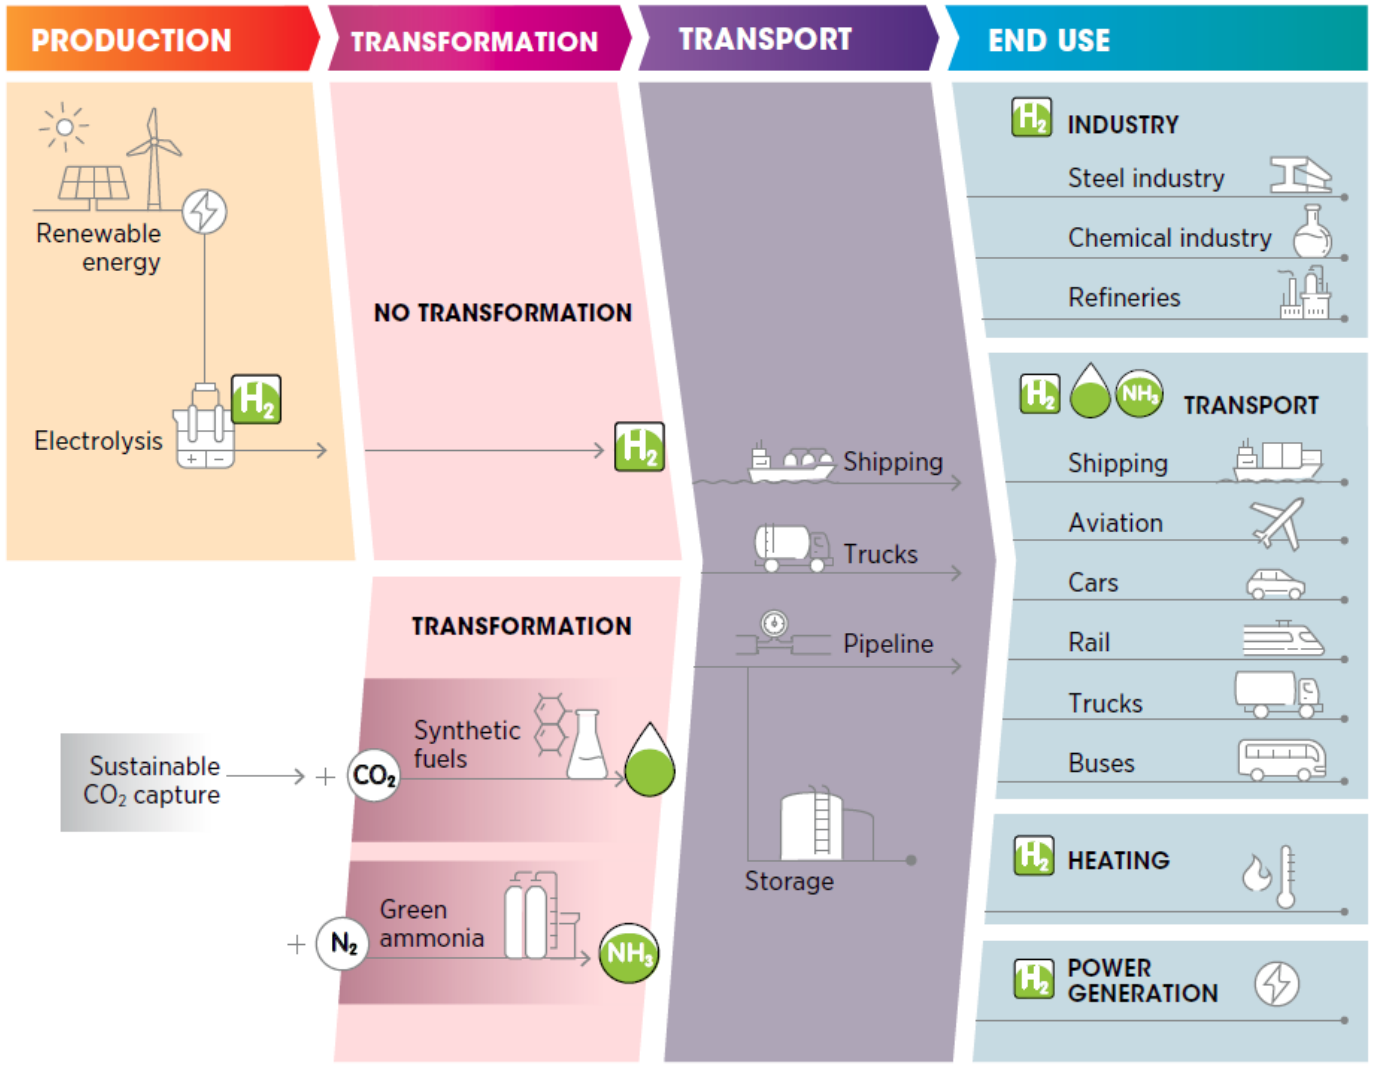 PRODUCTION
TRANSFORMATION
TRANSPORT
END USE
Renewable
energy
Electrolysis
H₂
+ −
NO TRANSFORMATION
H₂
TRANSFORMATION
Sustainable
CO₂ capture
+
CO₂
Synthetic
fuels
+
N₂
Green
ammonia
NH₃
Shipping
Trucks
Pipeline
Storage
H₂ INDUSTRY
Steel industry
Chemical industry
Refineries
H₂ NH₃ TRANSPORT
Shipping
Aviation
Cars
Rail
Trucks
Buses
H₂ HEATING
H₂ POWER
GENERATION